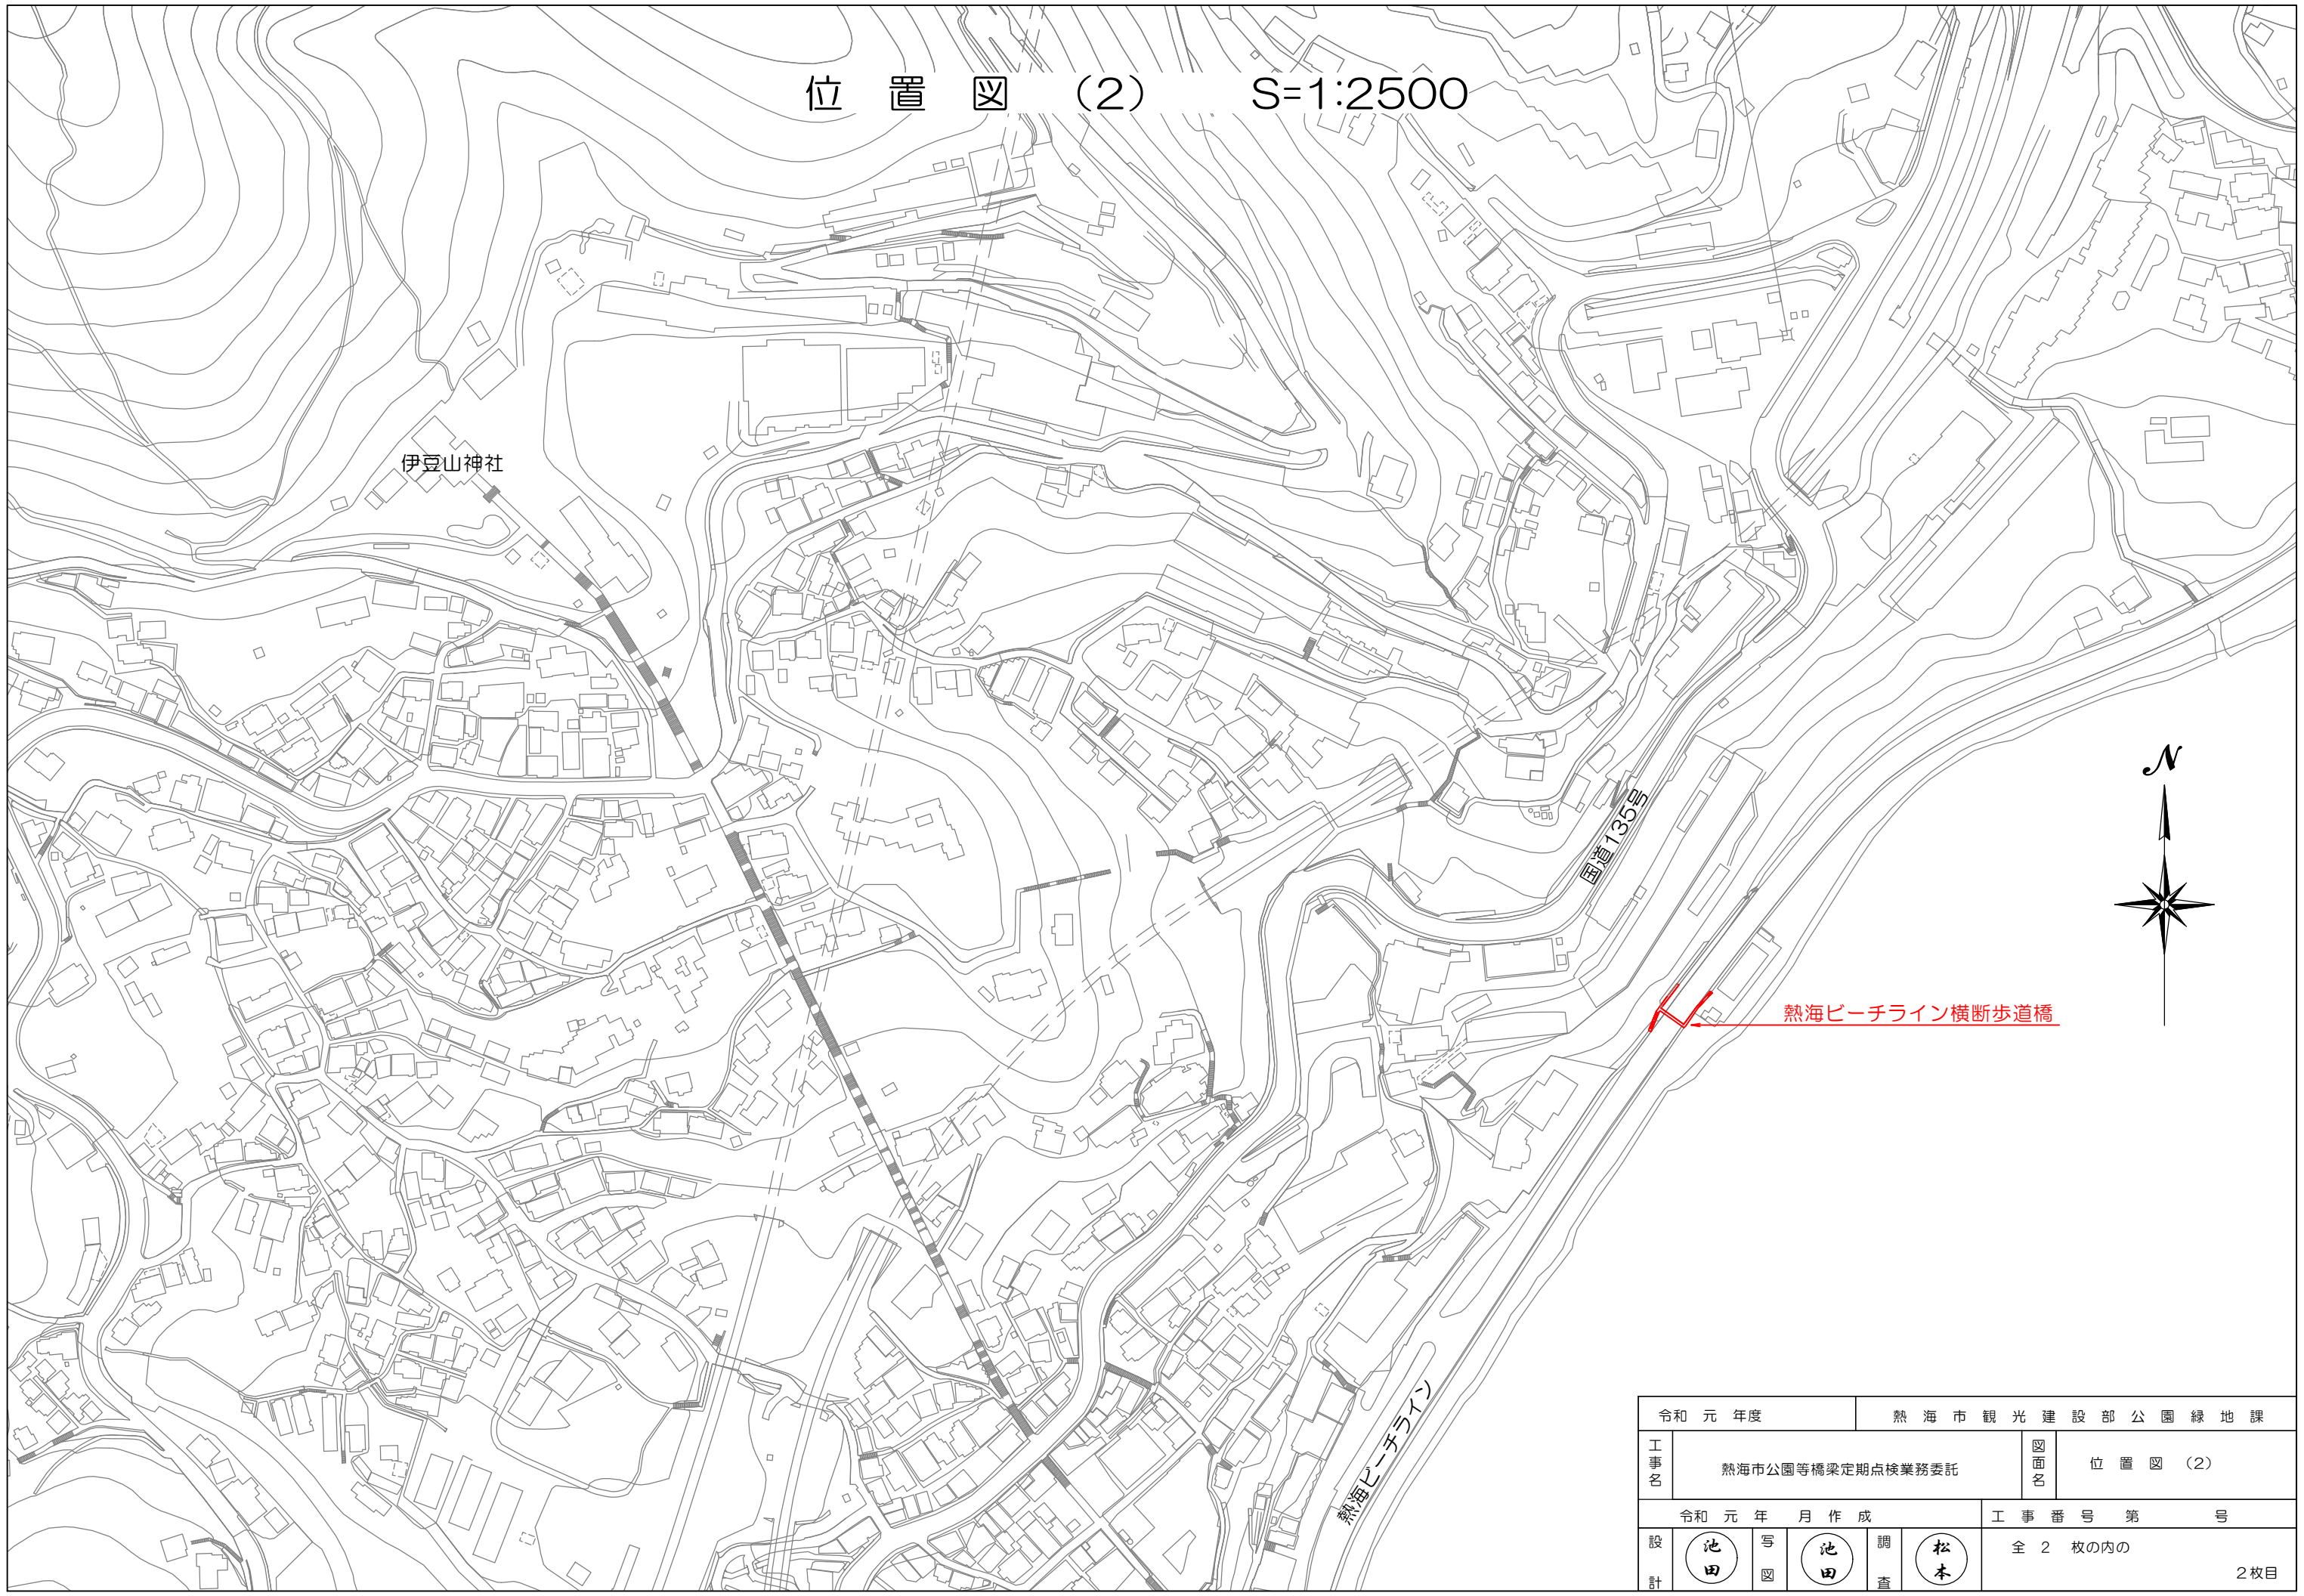 位 置 図 (2) S=1:2500
伊豆山神社
国道135号
N
熱海ビーチライン横断歩道橋
熱海ビーチライン
令和 元 年度 熱海市観光建設部公園緑地課
工事名 熱海市公園等橋梁定期点検業務委託 図面名 位 置 図 (2)
令和 元 年 月 作 成 工 事 番 号 第 号
設計 池田 写図 池田 調査 松本 全 2 枚の内の
2枚目